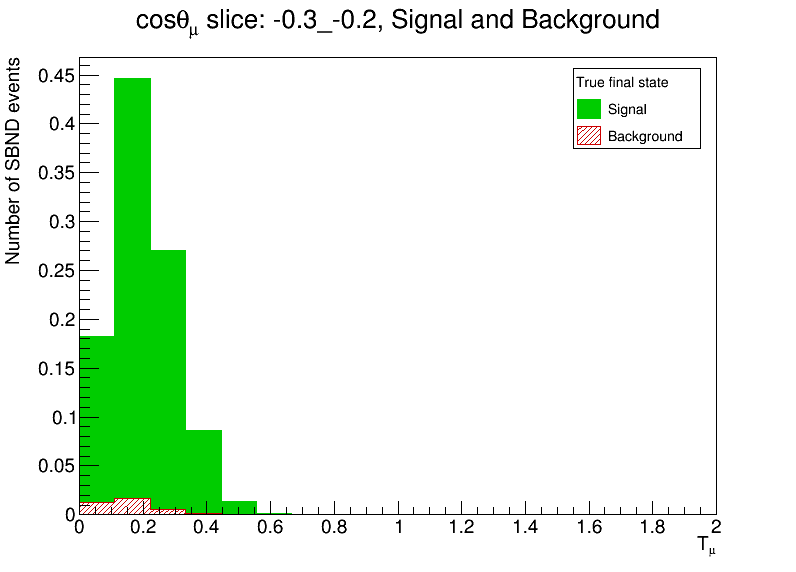 cosθμ slice: -0.3_-0.2, Signal and Background
Number of SBND events
0.45
0.4
0.35
0.3
0.25
0.2
0.15
0.1
0.05
0
True final state
Signal
Background
0 0.2 0.4 0.6 0.8 1 1.2 1.4 1.6 1.8 2
Tμ